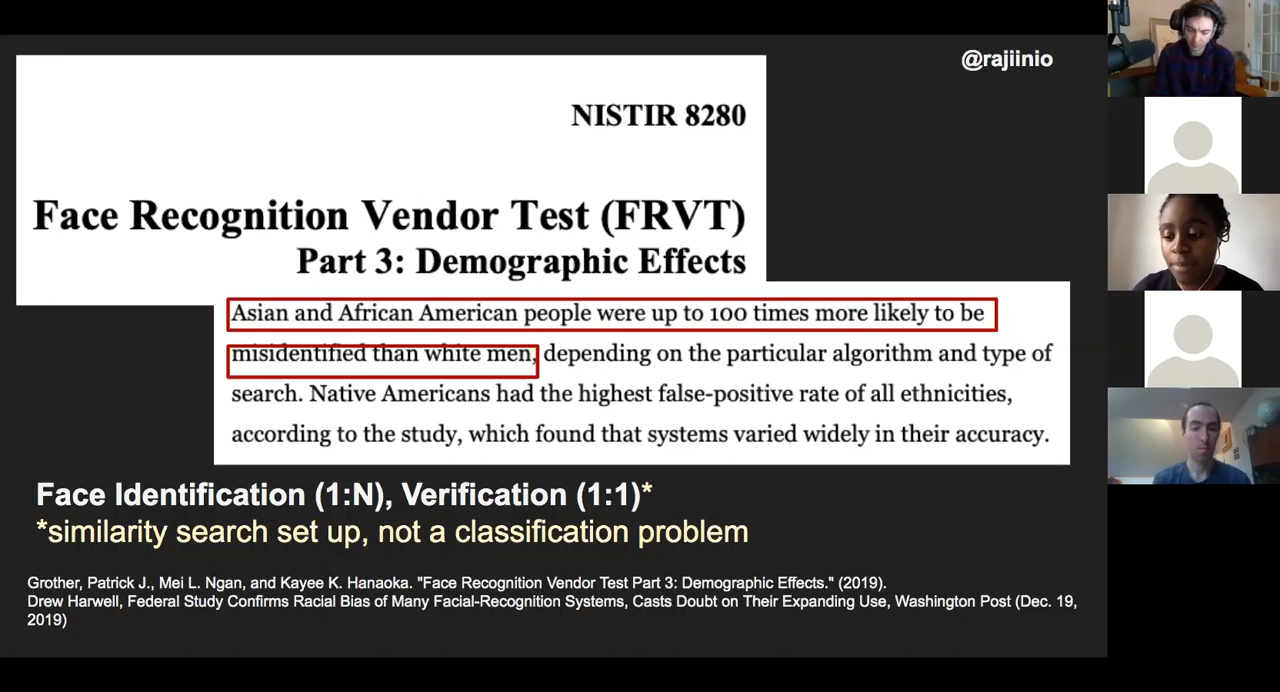 @rajiinio
NISTIR 8280
Face Recognition Vendor Test (FRVT)
Part 3: Demographic Effects
Asian and African American people were up to 100 times more likely to be
misidentified than white men, depending on the particular algorithm and type of
search. Native Americans had the highest false-positive rate of all ethnicities,
according to the study, which found that systems varied widely in their accuracy.
Face Identification (1:N), Verification (1:1)*
*similarity search set up, not a classification problem
Grother, Patrick J., Mei L. Ngan, and Kayee K. Hanaoka. "Face Recognition Vendor Test Part 3: Demographic Effects." (2019).
Drew Harwell, Federal Study Confirms Racial Bias of Many Facial-Recognition Systems, Casts Doubt on Their Expanding Use, Washington Post (Dec. 19,
2019)